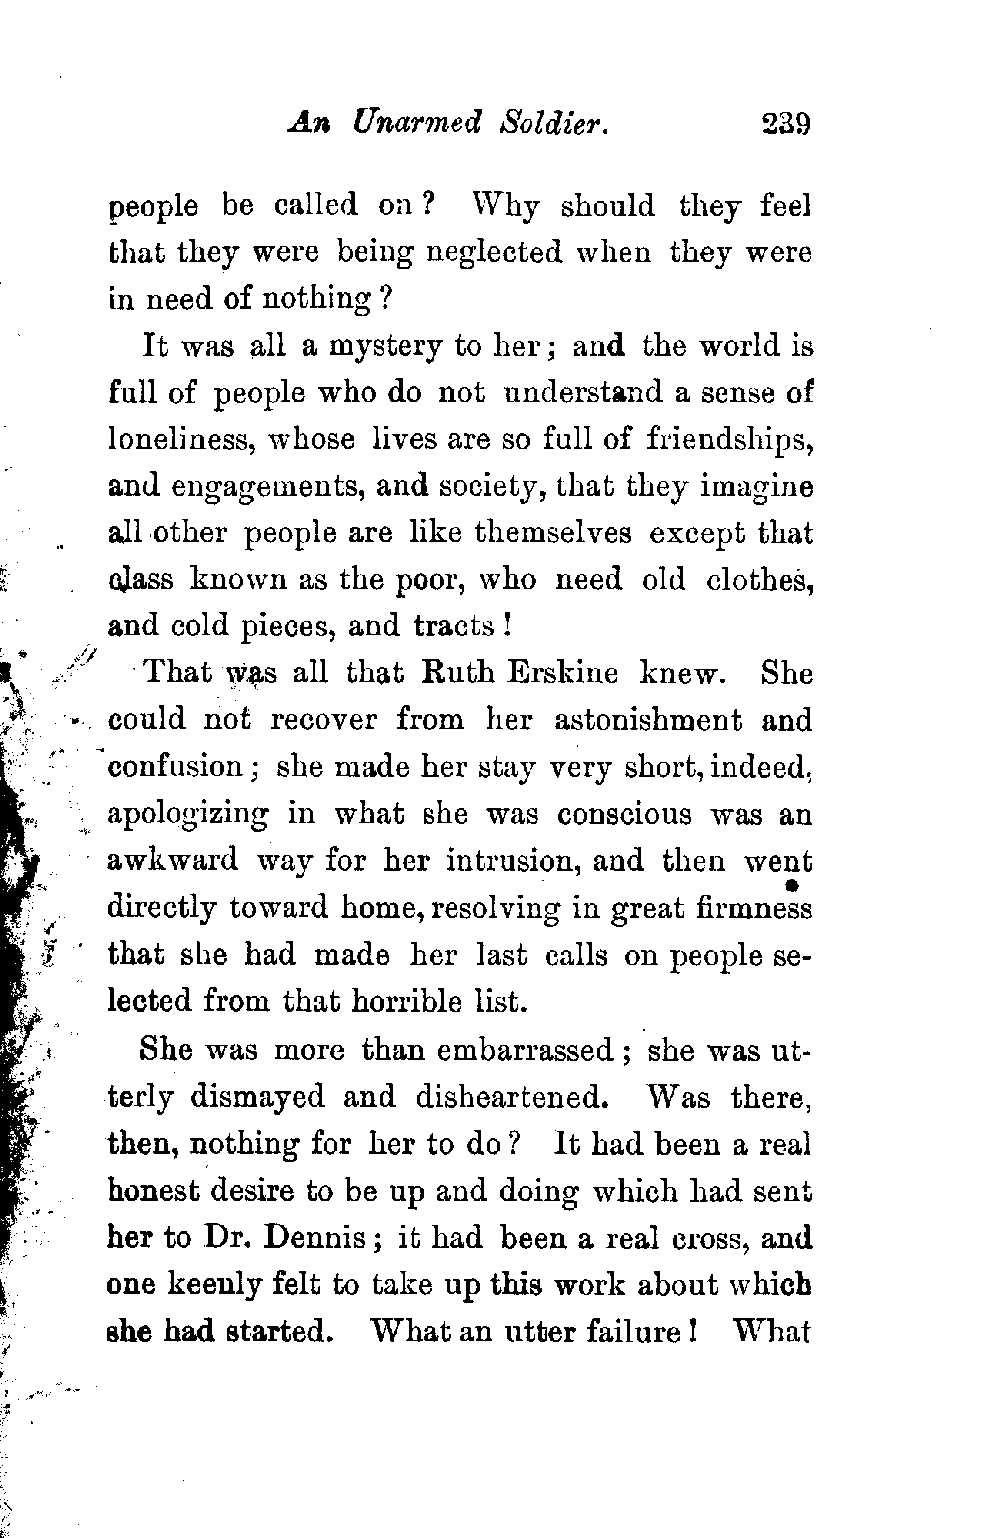 An Unarmed Soldier. 239
people be called on? Why should they feel
that they were being neglected when they were
in need of nothing?
It was all a mystery to her; and the world is
full of people who do not understand a sense of
loneliness, whose lives are so full of friendships,
and engagements, and society, that they imagine
all other people are like themselves except that
class known as the poor, who need old clothes,
and cold pieces, and tracts!
That was all that Ruth Erskine knew. She
could not recover from her astonishment and
confusion; she made her stay very short, indeed,
apologizing in what she was conscious was an
awkward way for her intrusion, and then went
directly toward home, resolving in great firmness
that she had made her last calls on people se-
lected from that horrible list.
She was more than embarrassed; she was ut-
terly dismayed and disheartened. Was there,
then, nothing for her to do? It had been a real
honest desire to be up and doing which had sent
her to Dr. Dennis; it had been a real cross, and
one keenly felt to take up this work about which
she had started. What an utter failure! What